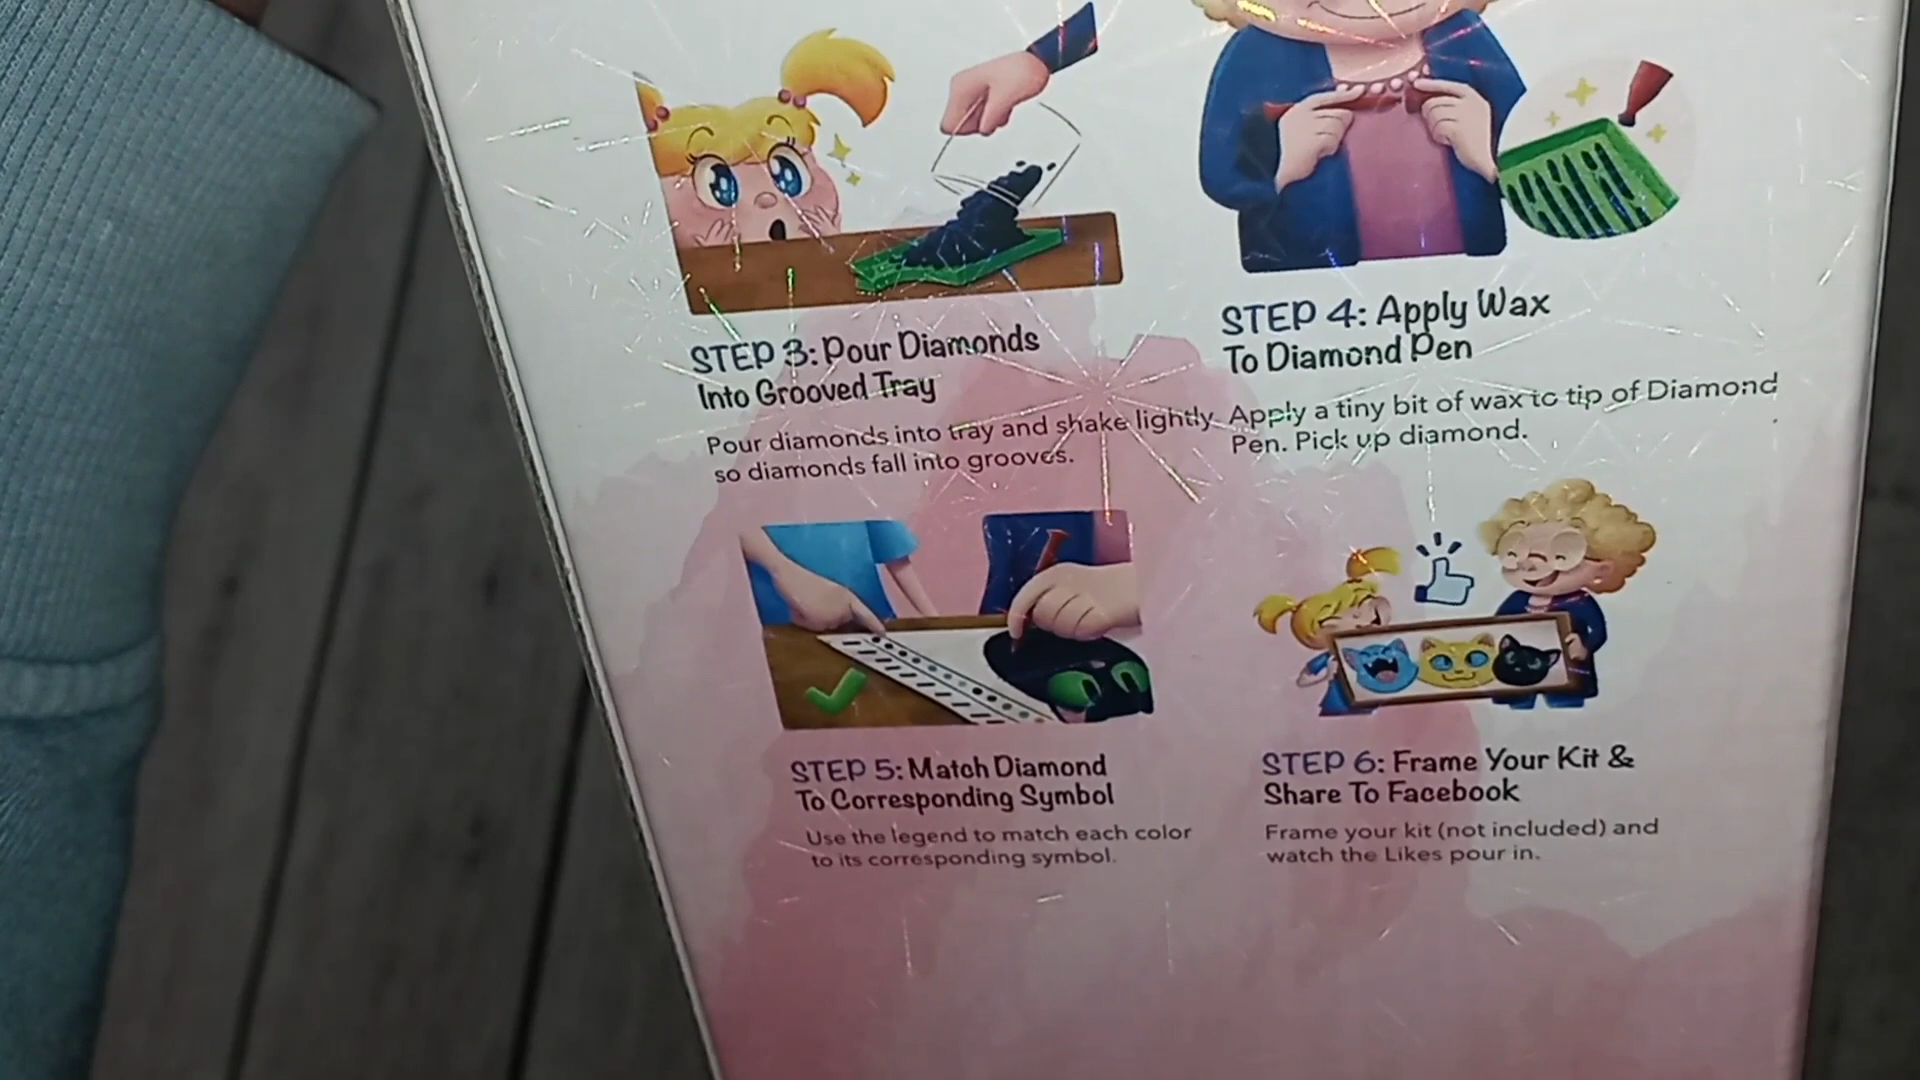 STEP 3: Pour Diamonds
Into Grooved Tray
Pour diamonds into tray and shake lightly
so diamonds fall into grooves.
STEP 4: Apply Wax
To Diamond Pen
Apply a tiny bit of wax to tip of Diamond
Pen. Pick up diamond.
STEP 5: Match Diamond
To Corresponding Symbol
Use the legend to match each color
to its corresponding symbol.
STEP 6: Frame Your Kit &
Share To Facebook
Frame your kit (not included) and
watch the Likes pour in.